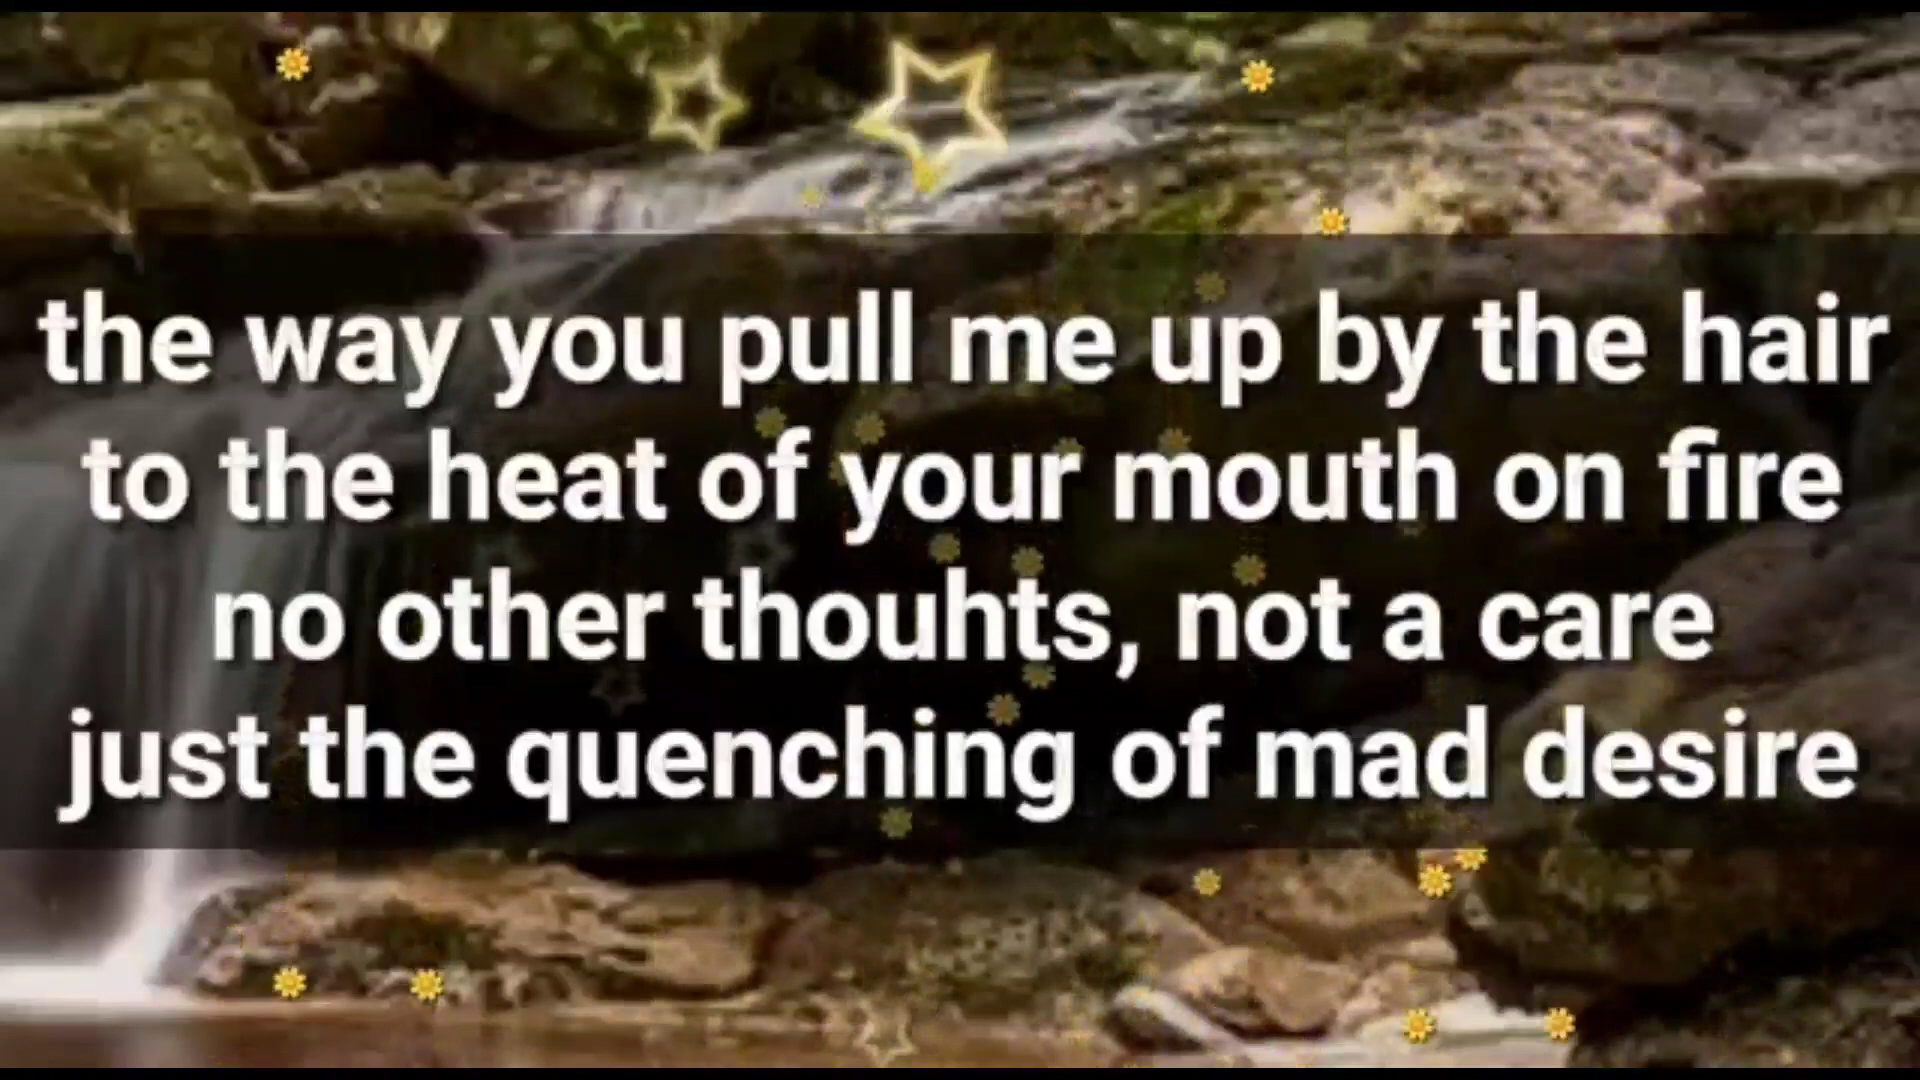 the way you pull me up by the hair
to the heat of your mouth on fire
no other thouhts, not a care
just the quenching of mad desire